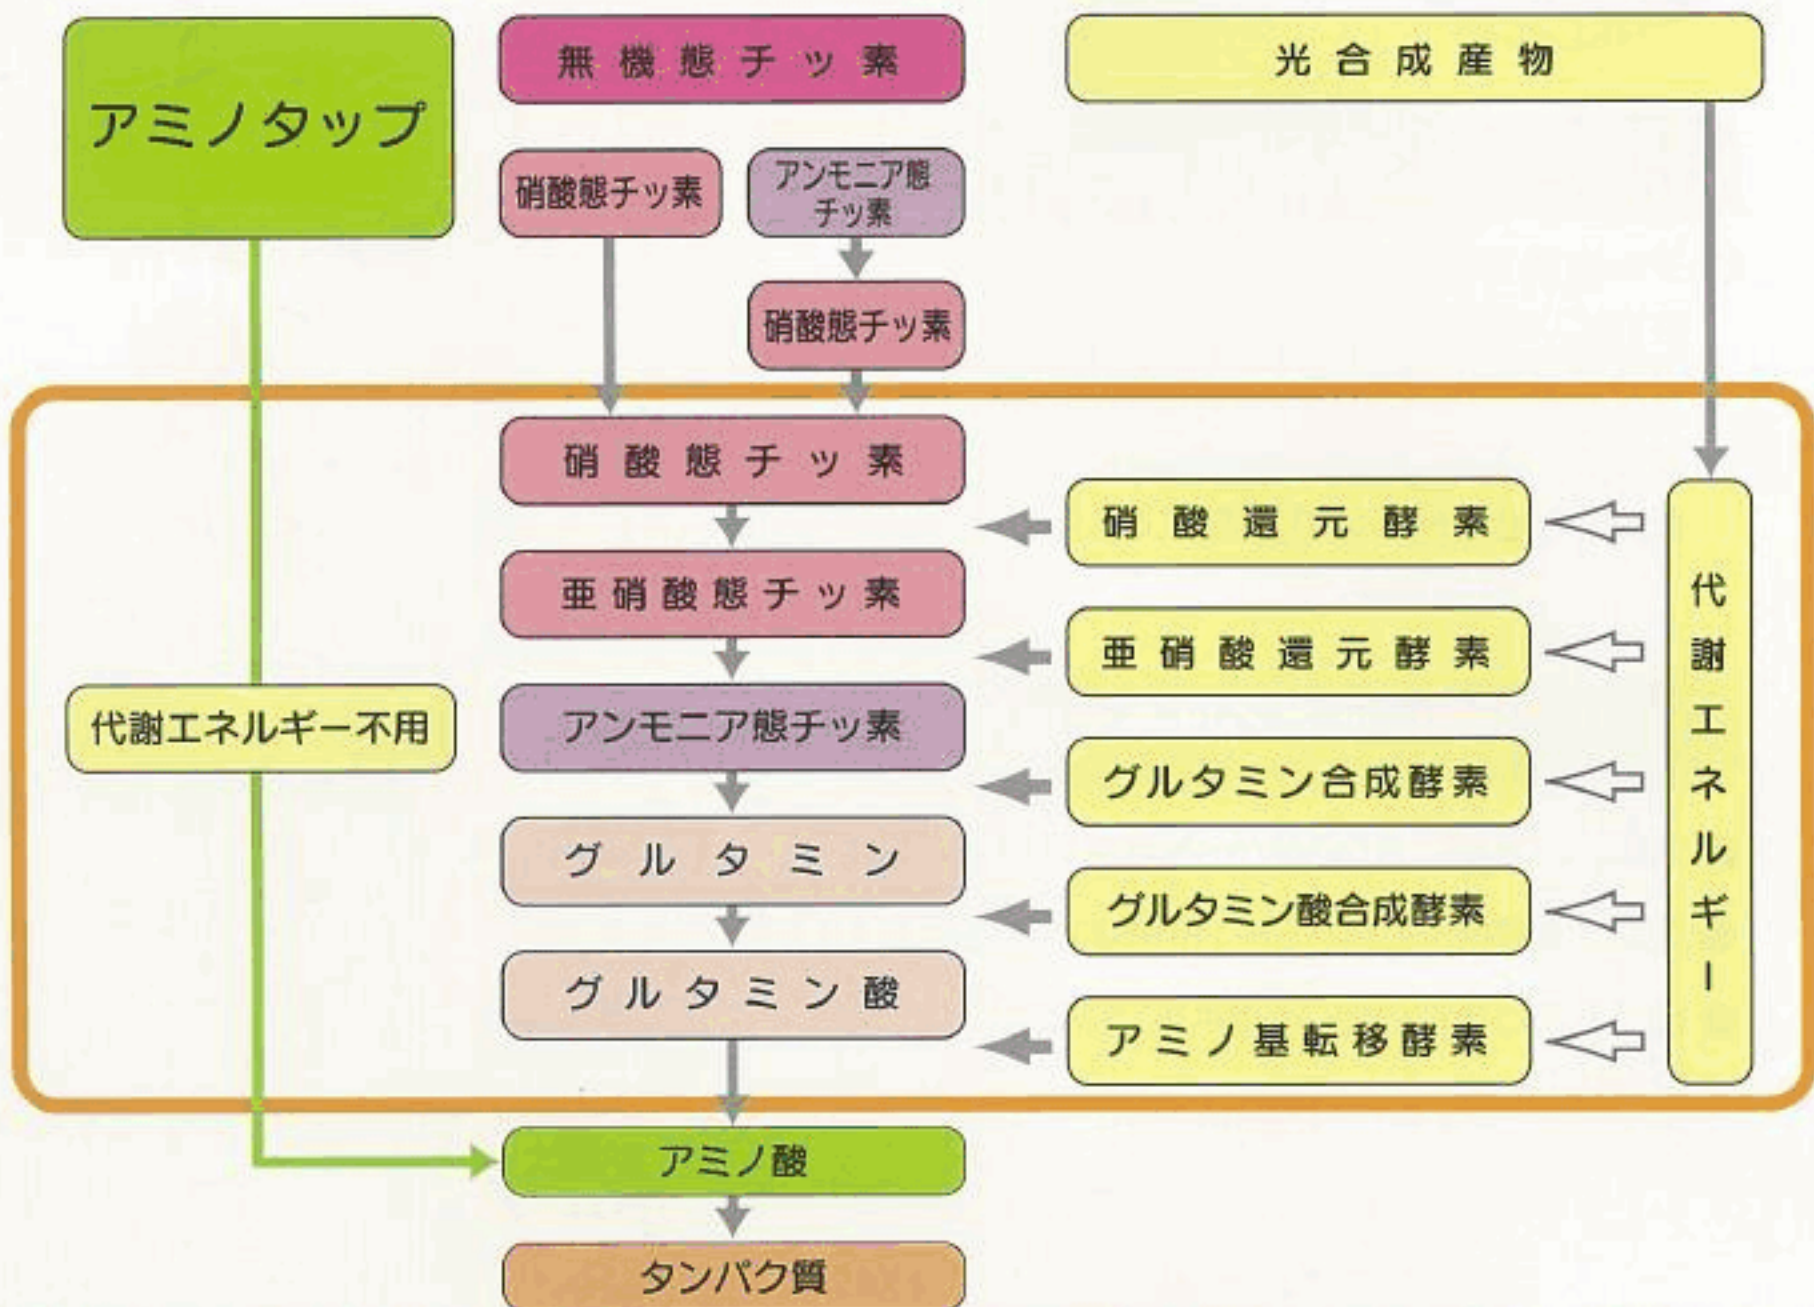 アミノタップ
無機態チッ素
光合成産物
硝酸態チッ素
アンモニア態
チッ素
硝酸態チッ素
硝酸態チッ素
硝酸還元酵素
亜硝酸態チッ素
亜硝酸還元酵素
代謝エネルギー不用
アンモニア態チッ素
グルタミン合成酵素
代謝エネルギー
グルタミン
グルタミン酸合成酵素
グルタミン酸
アミノ基転移酵素
アミノ酸
タンパク質